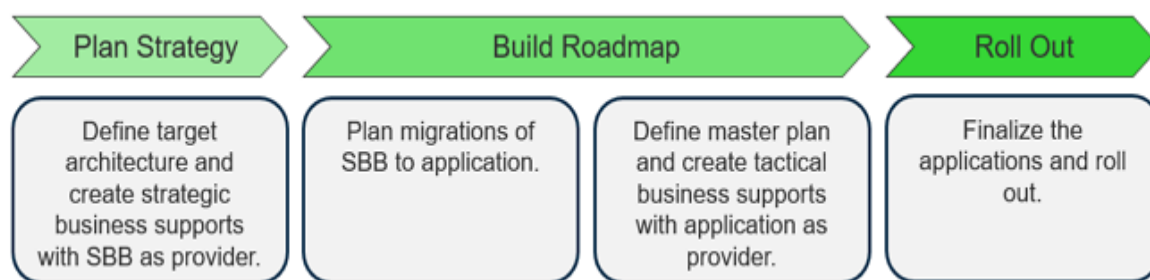 Plan Strategy
Build Roadmap
Roll Out
Define target
architecture and
create strategic
business supports
with SBB as provider.
Plan migrations of
SBB to application.
Define master plan
and create tactical
business supports
with application as
provider.
Finalize the
applications and roll
out.